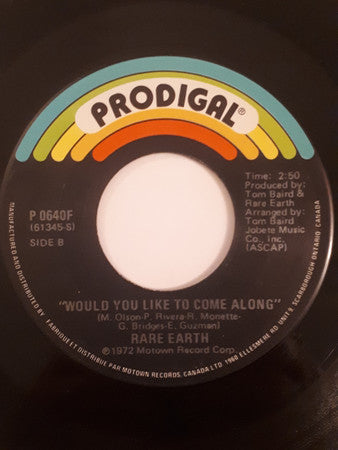 PRODIGAL®
P 0640F
(61345-S)
SIDE B
Time: 2:50
Produced by:
Tom Baird &
Rare Earth
Arranged by:
Tom Baird
Jobete Music
Co., Inc.
(ASCAP)
"WOULD YOU LIKE TO COME ALONG"
(M. Olson-P. Rivera-R. Monette-
G. Bridges-E. Guzman)
RARE EARTH
℗1972 Motown Record Corp.
MANUFACTURED AND DISTRIBUTED BY / FABRIQUE ET DISTRIBUE PAR MOTOWN RECORDS CANADA LTD 1960 ELLESMERE RD UNIT 9 SCARBOROUGH ONTARIO CANADA